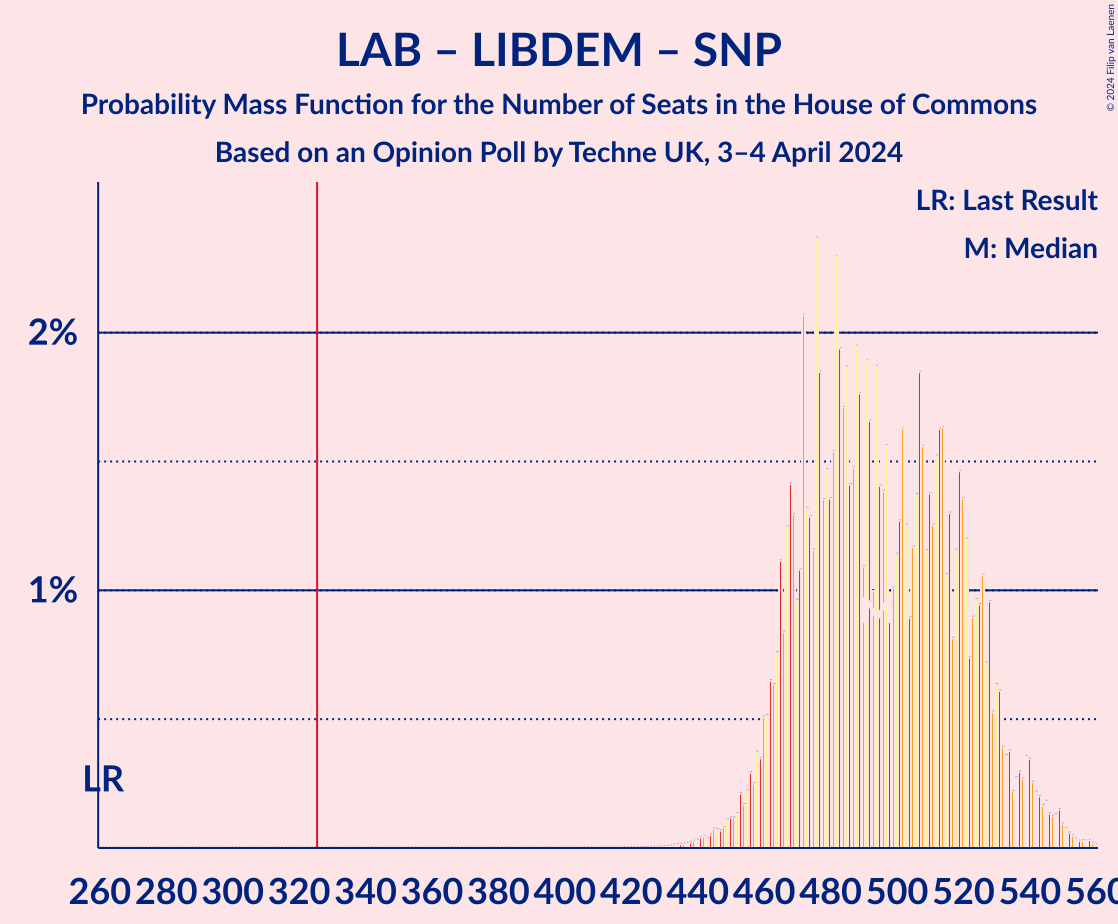 LAB – LIBDEM – SNP
Probability Mass Function for the Number of Seats in the House of Commons
Based on an Opinion Poll by Techne UK, 3–4 April 2024
© 2024 Filip van Laenen
LR: Last Result
M: Median
2%
1%
LR
260 280 300 320 340 360 380 400 420 440 460 480 500 520 540 560